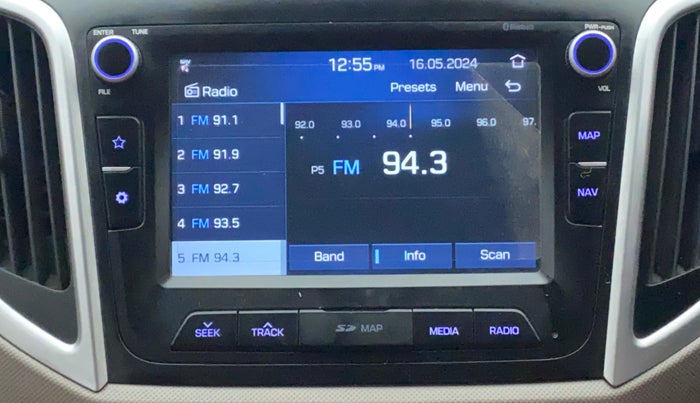 ENTER TUNE
Bluetooth
PWR-PUSH
FILE
VOL
12:55 PM 16.05.2024
Radio
Presets Menu
1 FM 91.1
2 FM 91.9
3 FM 92.7
4 FM 93.5
5 FM 94.3
92.0 93.0 94.0 95.0 96.0 97.
P5 FM 94.3
Band Info Scan
MAP
NAV
SEEK TRACK SD MAP MEDIA RADIO